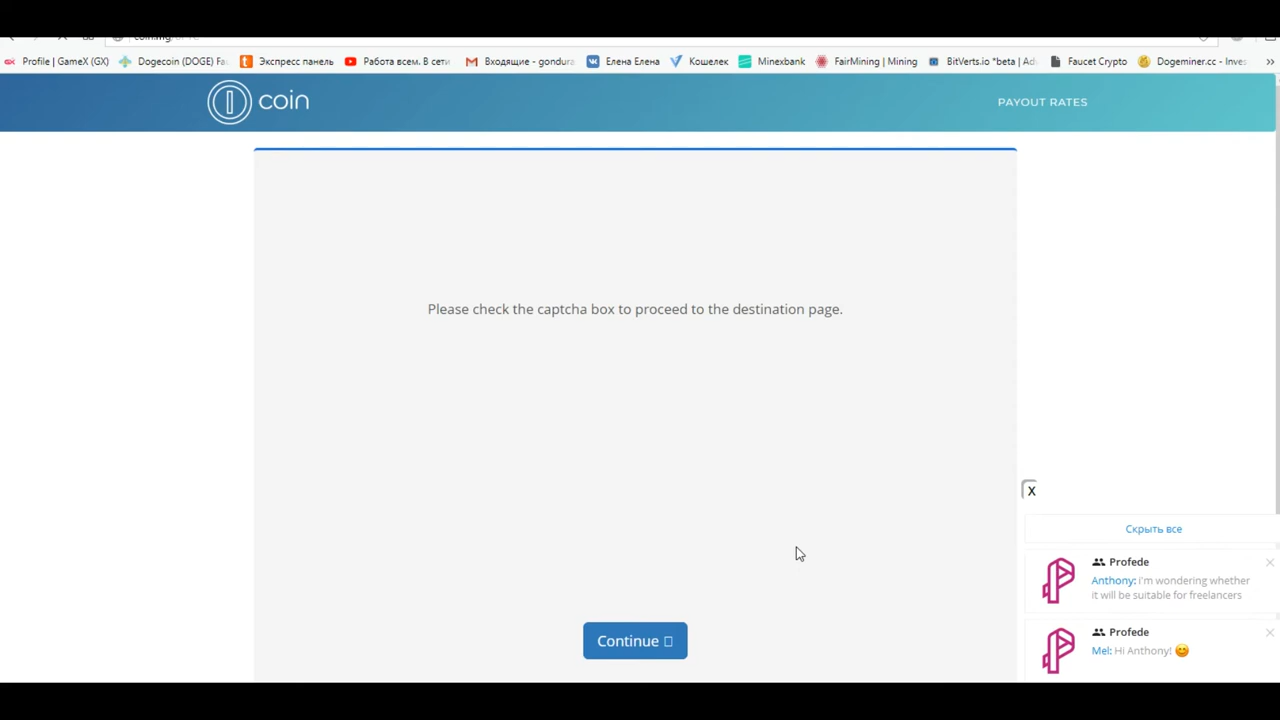 coin.mg/
Profile | GameX (GX)
Dogecoin (DOGE) Fa
Экспресс панель
Работа всем. В сети
Входящие - gondura
Елена Елена
Кошелек
Minexbank
FairMining | Mining
BitVerts.io *beta | Ad
Faucet Crypto
Dogeminer.cc - Inves
coin
PAYOUT RATES
Please check the captcha box to proceed to the destination page.
Continue
X
Скрыть все
Profede
Anthony: i'm wondering whether
it will be suitable for freelancers
Profede
Mel: Hi Anthony! 😊